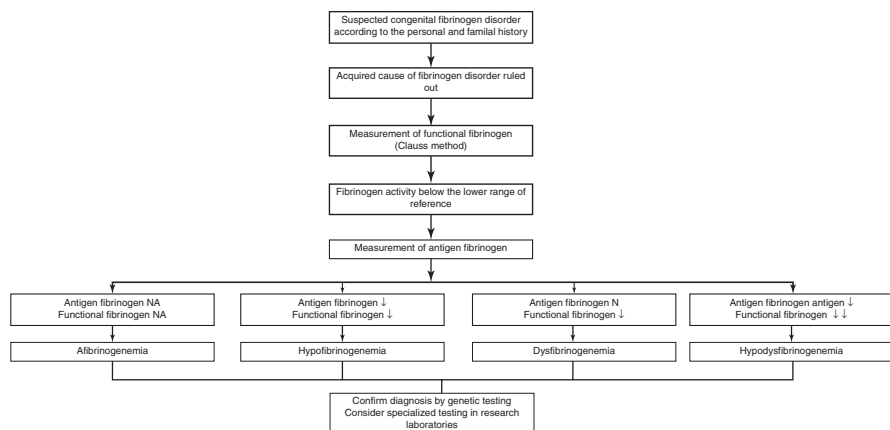 Suspected congenital fibrinogen disorder
according to the personal and familal history
Acquired cause of fibrinogen disorder ruled
out
Measurement of functional fibrinogen
(Clauss method)
Fibrinogen activity below the lower range of
reference
Measurement of antigen fibrinogen
Antigen fibrinogen NA
Functional fibrinogen NA
Antigen fibrinogen ↓
Functional fibrinogen ↓
Antigen fibrinogen N
Functional fibrinogen ↓
Antigen fibrinogen antigen ↓
Functional fibrinogen ↓↓
Afibrinogenemia
Hypofibrinogenemia
Dysfibrinogenemia
Hypodysfibrinogenemia
Confirm diagnosis by genetic testing
Consider specialized testing in research
laboratories